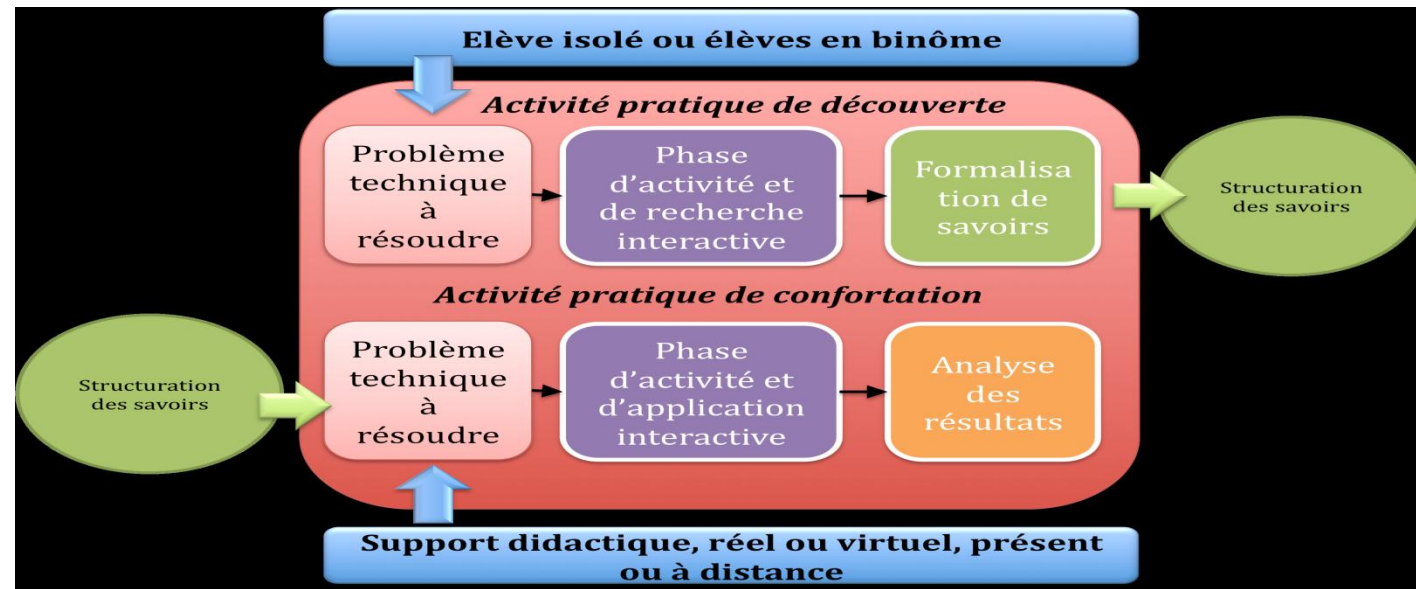 Elève isolé ou élèves en binôme
Activité pratique de découverte
Problème
technique
à
résoudre
Phase
d'activité et
de recherche
interactive
Formalisa
tion de
savoirs
Structuration
des savoirs
Activité pratique de confortation
Structuration
des savoirs
Problème
technique
à
résoudre
Phase
d'activité et
d'application
interactive
Analyse
des
résultats
Support didactique, réel ou virtuel, présent
ou à distance